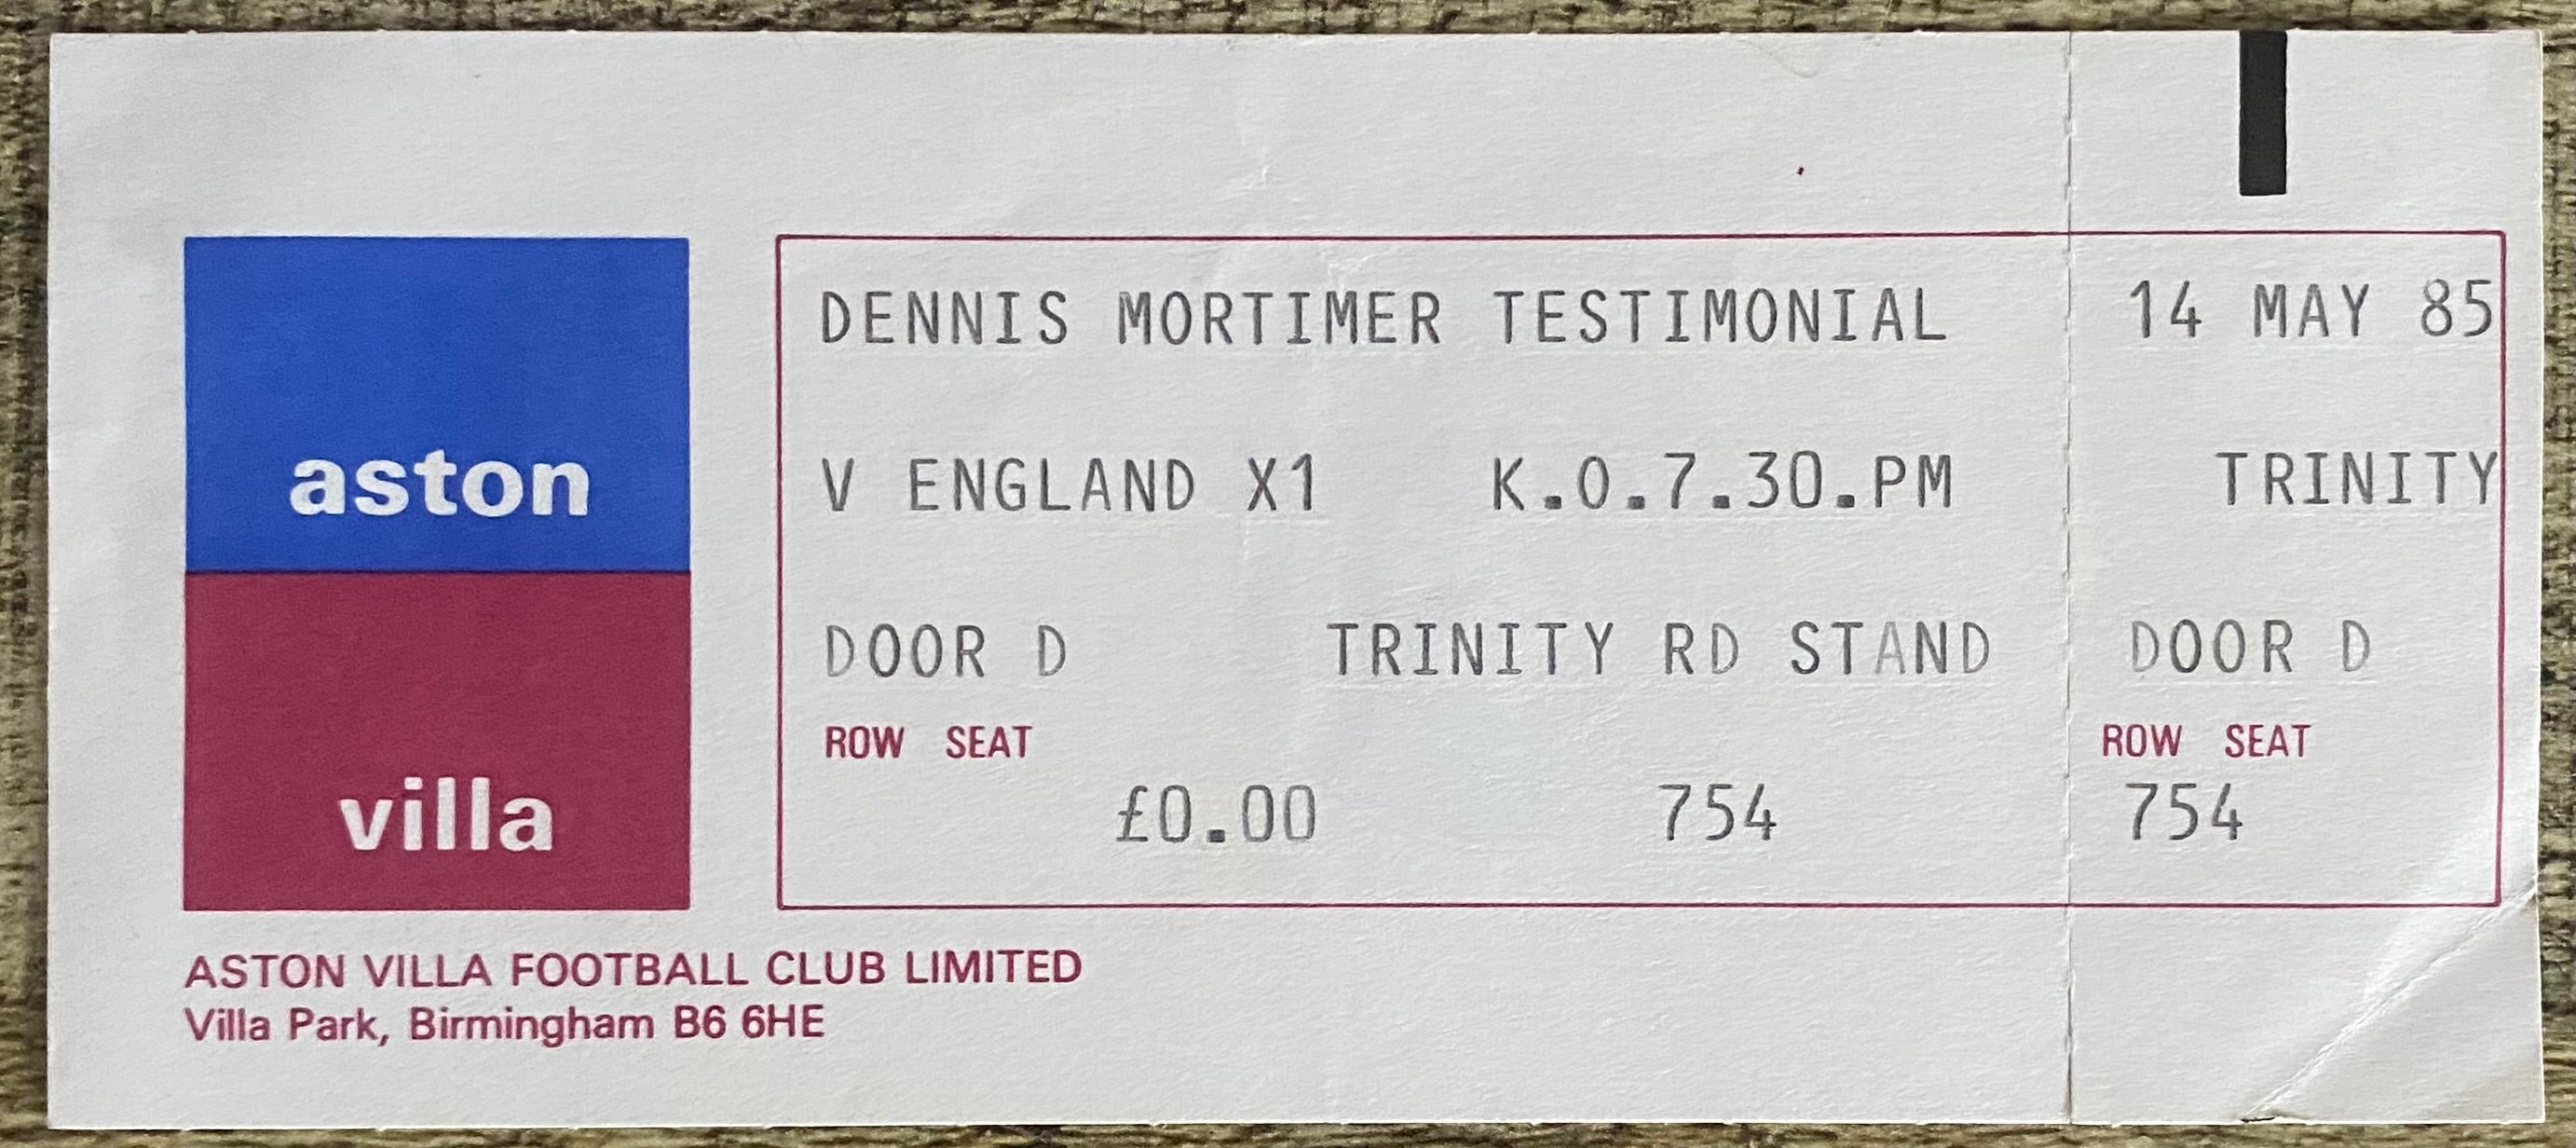 aston
villa
DENNIS MORTIMER TESTIMONIAL 14 MAY 85
V ENGLAND X1 K.O.7.30.PM TRINITY
DOOR D TRINITY RD STAND DOOR D
ROW SEAT ROW SEAT
£0.00 754 754
ASTON VILLA FOOTBALL CLUB LIMITED
Villa Park, Birmingham B6 6HE